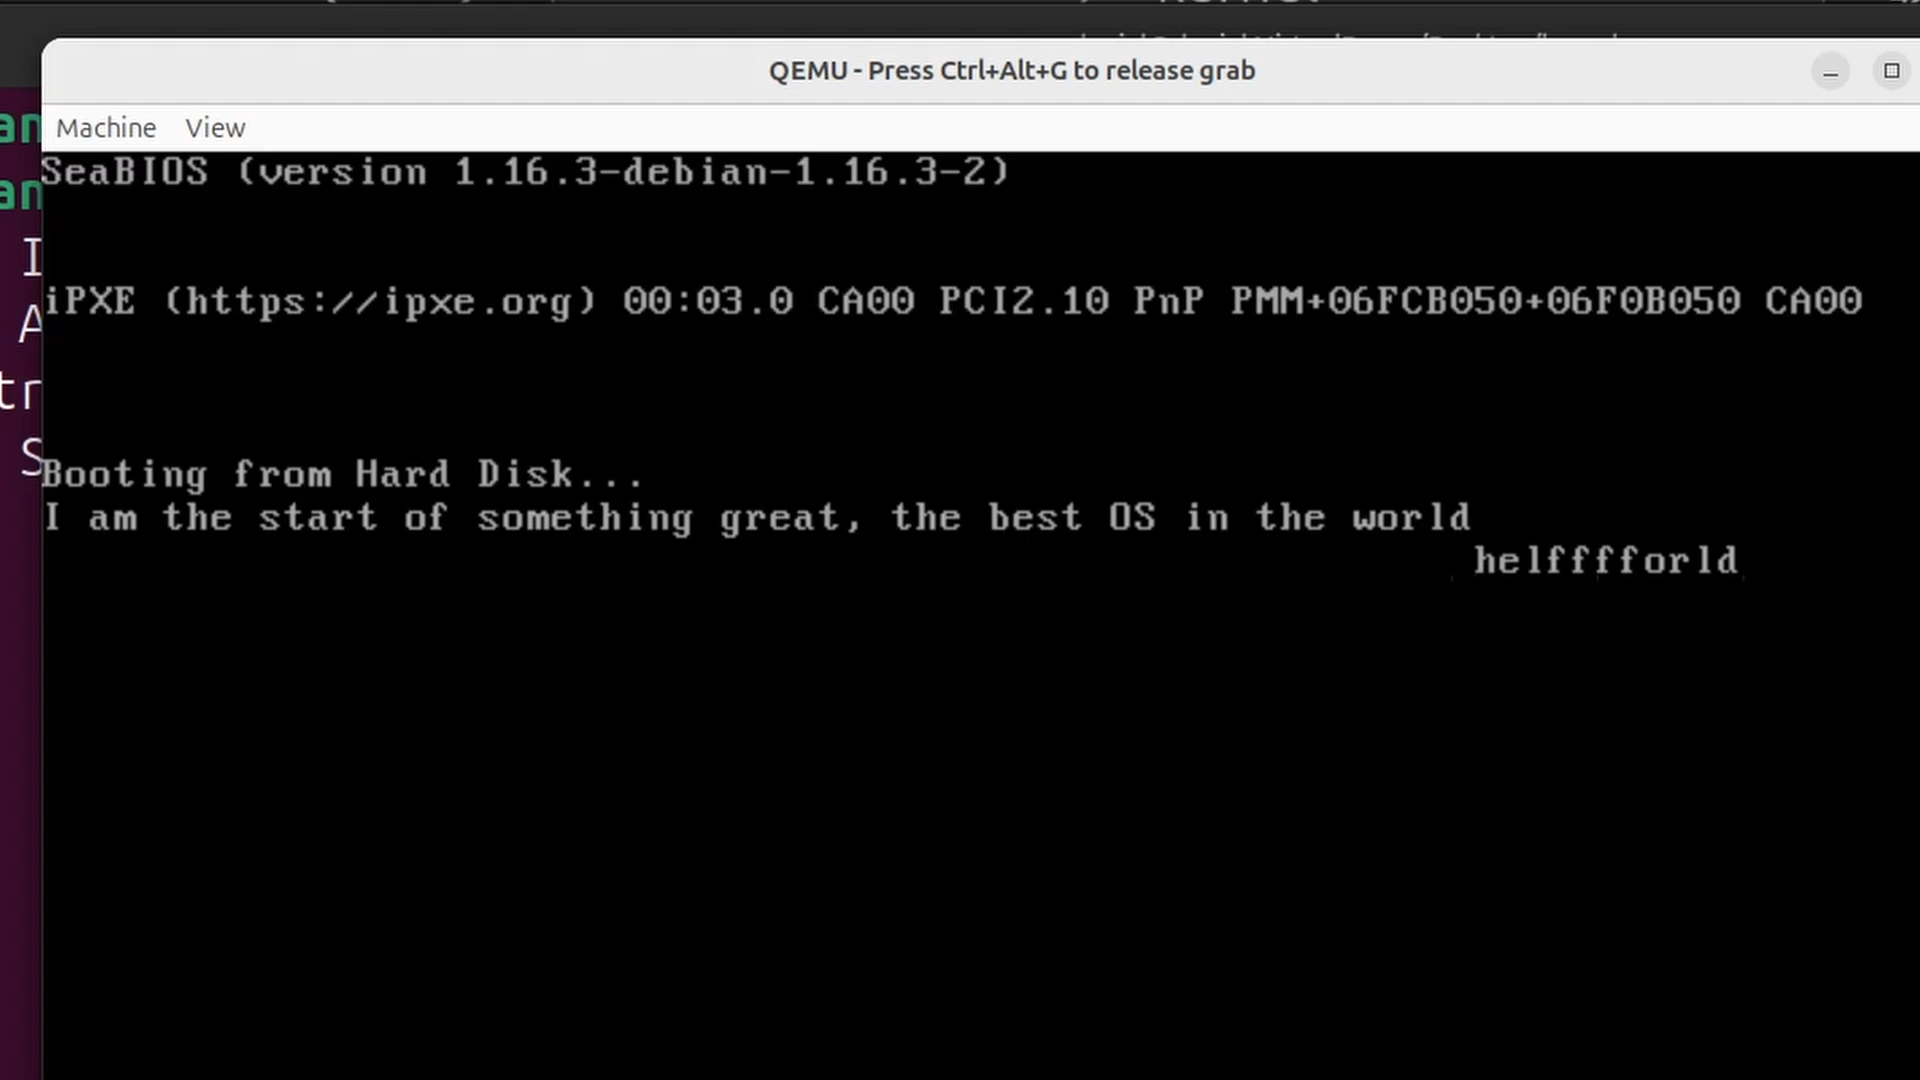 QEMU - Press Ctrl+Alt+G to release grab
Machine View
SeaBIOS (version 1.16.3-debian-1.16.3-2)
iPXE (https://ipxe.org) 00:03.0 CA00 PCI2.10 PnP PMM+06FCB050+06F0B050 CA00
Booting from Hard Disk...
I am the start of something great, the best OS in the world
helfffforld